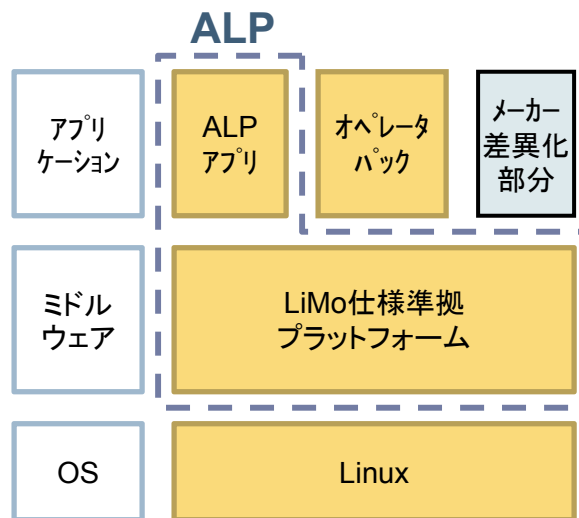 ALP
アプリ
ケーション
ALP
アプリ
オペレータ
パック
メーカー
差異化
部分
ミドル
ウェア
LiMo仕様準拠
プラットフォーム
OS
Linux